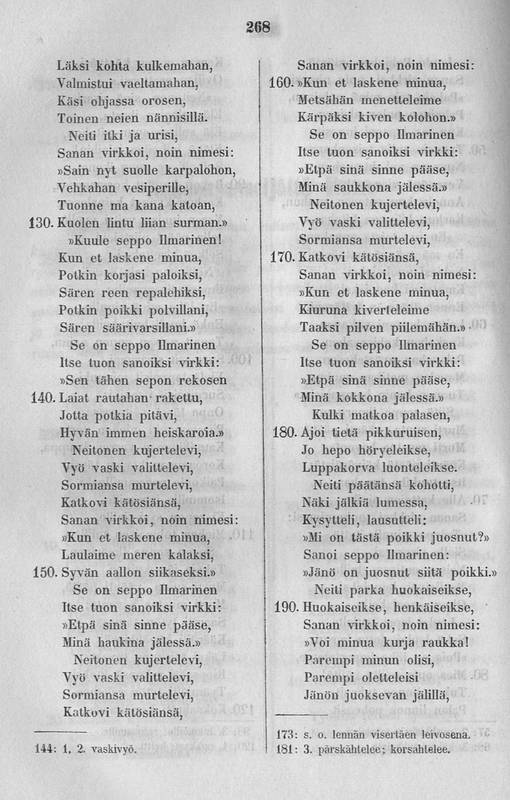 268
Läksi kohta kulkemahan,
Valmistui vaeltamahan,
Käsi ohjassa orosen,
Toinen neien nännisillä.
Neiti itki ja urisi,
Sanan virkkoi, noin nimesi:
»Sain nyt suolle karpalohon,
Vehkahan vesiperille,
Tuonne ma kana katoan,
130. Kuolen lintu liian surman.»
»Kuule seppo Ilmarinen!
Kun et laskene minua,
Potkin korjasi paloiksi,
Sären reen repalehiksi,
Potkin poikki polvillani,
Sären säärivarsillani.»
Se on seppo Ilmarinen
Itse tuon sanoiksi virkki:
»Sen tähen sepon rekosen
140. Laiat rautahan rakettu,
Jotta potkia pitävi,
Hyvän immen heiskaroia.»
Neitonen kujertelevi,
Vyö vaski valittelevi,
Sormiansa murtelevi,
Katkovi kätösiänsä,
Sanan virkkoi, noin nimesi:
»Kun et laskene minua,
Laulaime meren kalaksi,
150. Syvän aallon siikaseksi.»
Se on seppo Ilmarinen
Itse tuon sanoiksi virkki:
»Etpä sinä sinne pääse,
Minä haukina jälessä.»
Neitonen kujertelevi,
Vyö vaski valittelevi,
Sormiansa murtelevi,
Katkovi kätösiänsä,
144: 1, 2. vaskivyö.
Sanan virkkoi, noin nimesi:
160. »Kun et laskene minua,
Metsähän menetteleime
Kärpäksi kiven kolohon.»
Se on seppo Ilmarinen
Itse tuon sanoiksi virkki:
»Etpä sinä sinne pääse,
Minä saukkona jälessä.»
Neitonen kujertelevi,
Vyö vaski valittelevi,
Sormiansa murtelevi,
170. Katkovi kätösiänsä,
Sanan virkkoi, noin nimesi:
»Kun et laskene minua,
Kiuruna kiverteleime
Taaksi pilven piilemähän.»
Se on seppo Ilmarinen
Itse tuon sanoiksi virkki:
»Etpä sinä sinne pääse,
Minä kokkona jälessä.»
Kulki matkoa palasen,
180. Ajoi tietä pikkuruisen,
Jo hepo höryeleikse,
Luppakorva luonteleikse.
Neiti päätänsä kohotti,
Näki jälkiä lumessa,
Kysytteli, lausutteli:
»Mi on tästä poikki juosnut?»
Sanoi seppo Ilmarinen:
»Jänö on juosnut siitä poikki.»
Neiti parka huokaiseikse,
190. Huokaiseikse, henkäiseikse,
Sanan virkkoi, noin nimesi:
»Voi minua kurja raukka!
Parempi minun olisi,
Parempi oletteleisi
Jänön juoksevan jälillä,
173: s. o. lennän visertäen leivosena.
181: 3. pärskähtelee; korsahtelee.